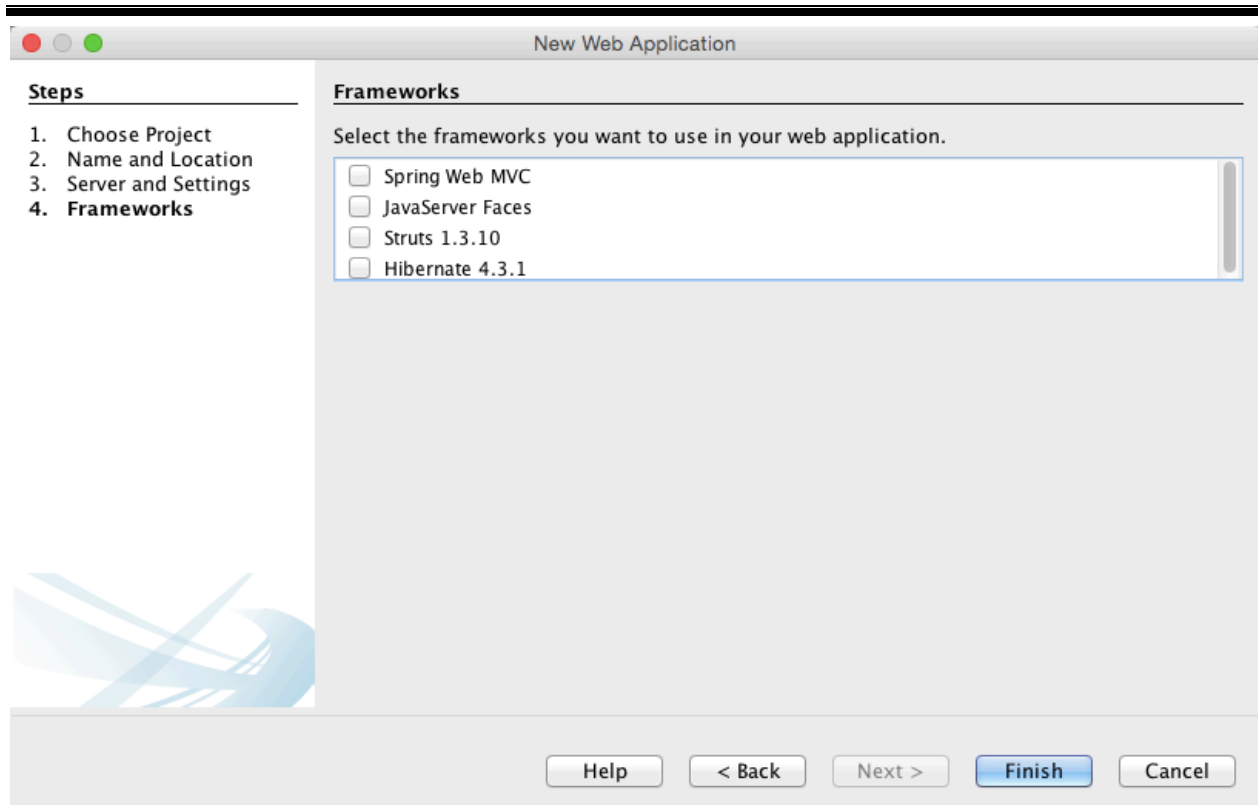 New Web Application
Steps
1. Choose Project
2. Name and Location
3. Server and Settings
4. Frameworks
Frameworks
Select the frameworks you want to use in your web application.
Spring Web MVC
JavaServer Faces
Struts 1.3.10
Hibernate 4.3.1
Help < Back Next > Finish Cancel